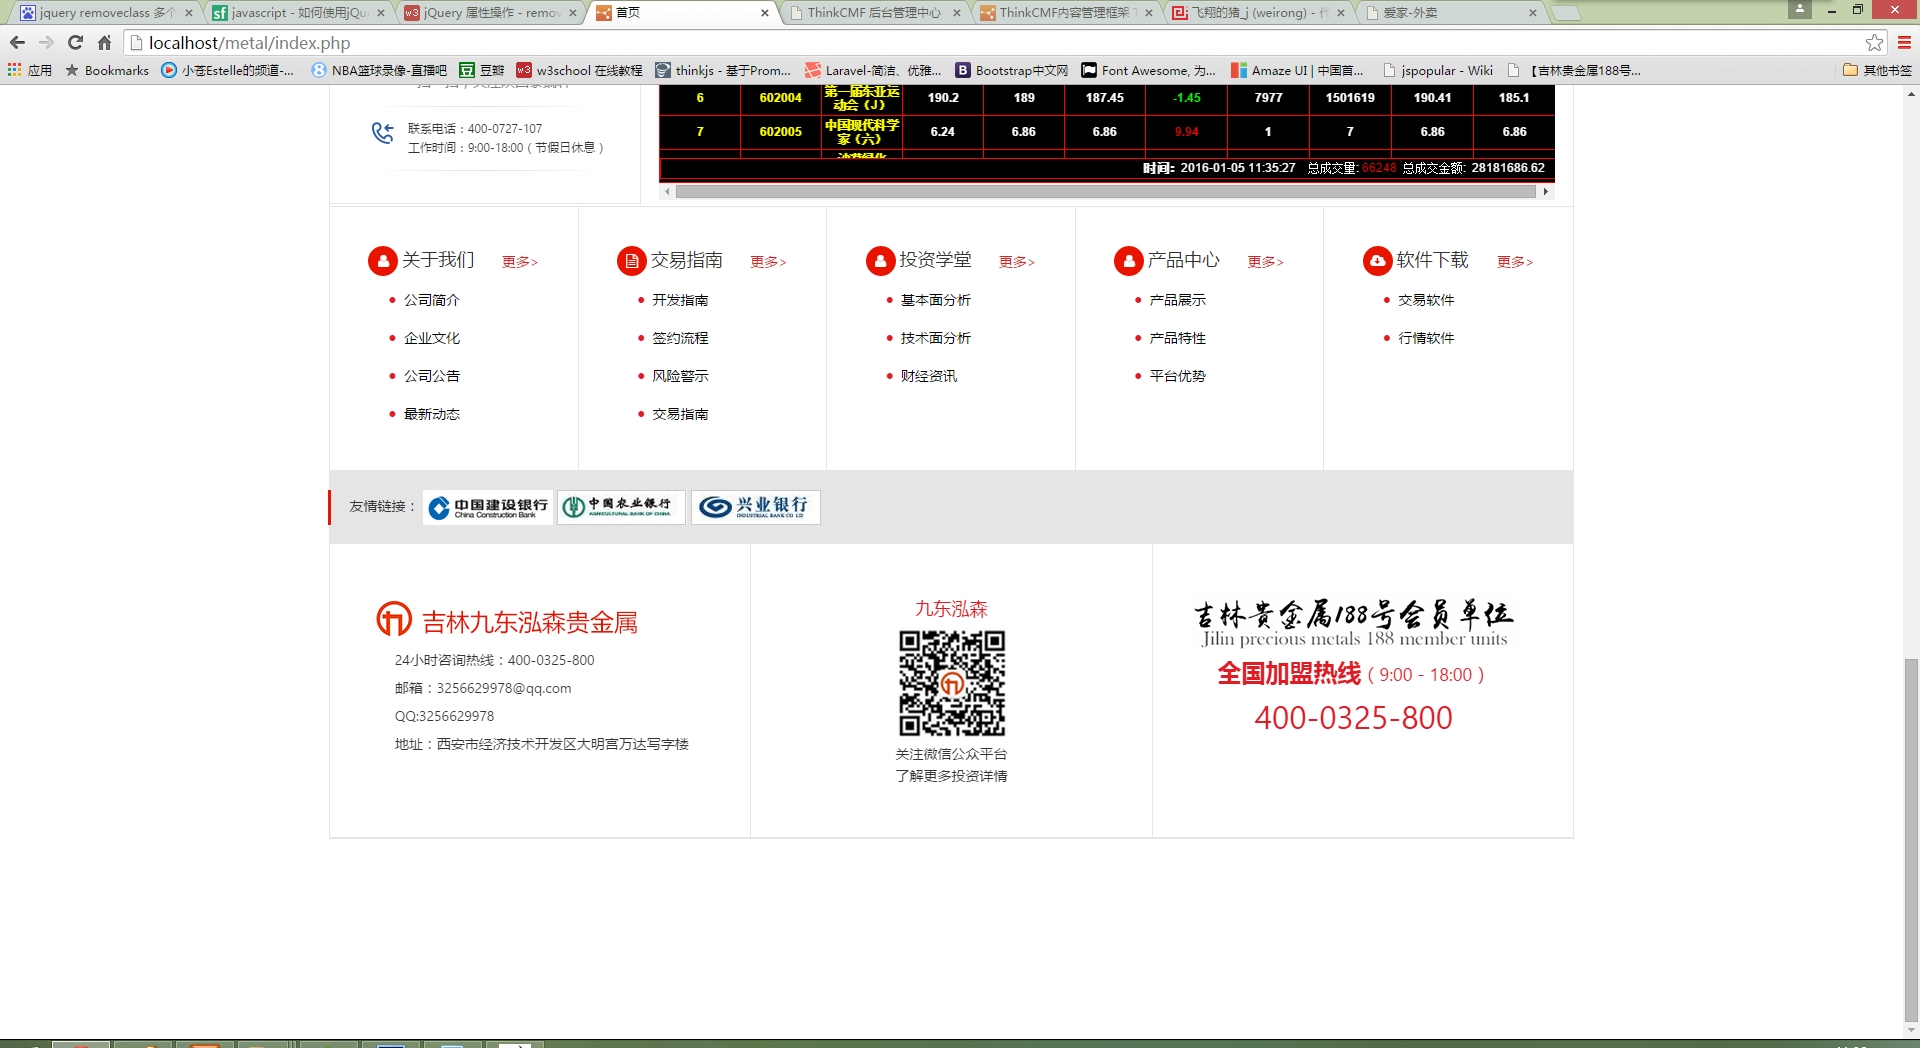 jquery removeclass 多个
javascript - 如何使用jQu
jQuery 属性操作 - remov
首页
ThinkCMF 后台管理中心
ThinkCMF内容管理框架
飞翔的猪_j (weirong) - 代
爱家-外卖
localhost/metal/index.php
应用
Bookmarks
小苍Estelle的频道-...
NBA篮球录像-直播吧
豆瓣
w3school 在线教程
thinkjs - 基于Prom...
Laravel-简洁、优雅...
Bootstrap中文网
Font Awesome, 为...
Amaze UI | 中国首...
jspopular - Wiki
【吉林贵金属188号...
其他书签
联系电话：400-0727-107
工作时间：9:00-18:00（节假日休息）
6 602004 第一届东亚运动会（J） 190.2 189 187.45 -1.45 7977 1501619 190.41 185.1
7 602005 中国现代科学家（六） 6.24 6.86 6.86 9.94 1 7 6.86 6.86
时间: 2016-01-05 11:35:27 总成交量: 66248 总成交金额: 28181686.62
关于我们 更多>
公司简介
企业文化
公司公告
最新动态
交易指南 更多>
开发指南
签约流程
风险警示
交易指南
投资学堂 更多>
基本面分析
技术面分析
财经资讯
产品中心 更多>
产品展示
产品特性
平台优势
软件下载 更多>
交易软件
行情软件
友情链接：
中国建设银行
China Construction Bank
中国农业银行
AGRICULTURAL BANK OF CHINA
兴业银行
INDUSTRIAL BANK CO LTD
吉林九东泓森贵金属
24小时咨询热线：400-0325-800
邮箱：3256629978@qq.com
QQ:3256629978
地址：西安市经济技术开发区大明宫万达写字楼
九东泓森
关注微信公众平台
了解更多投资详情
吉林贵金属188号会员单位
Jilin precious metals 188 member units
全国加盟热线（9:00 - 18:00）
400-0325-800